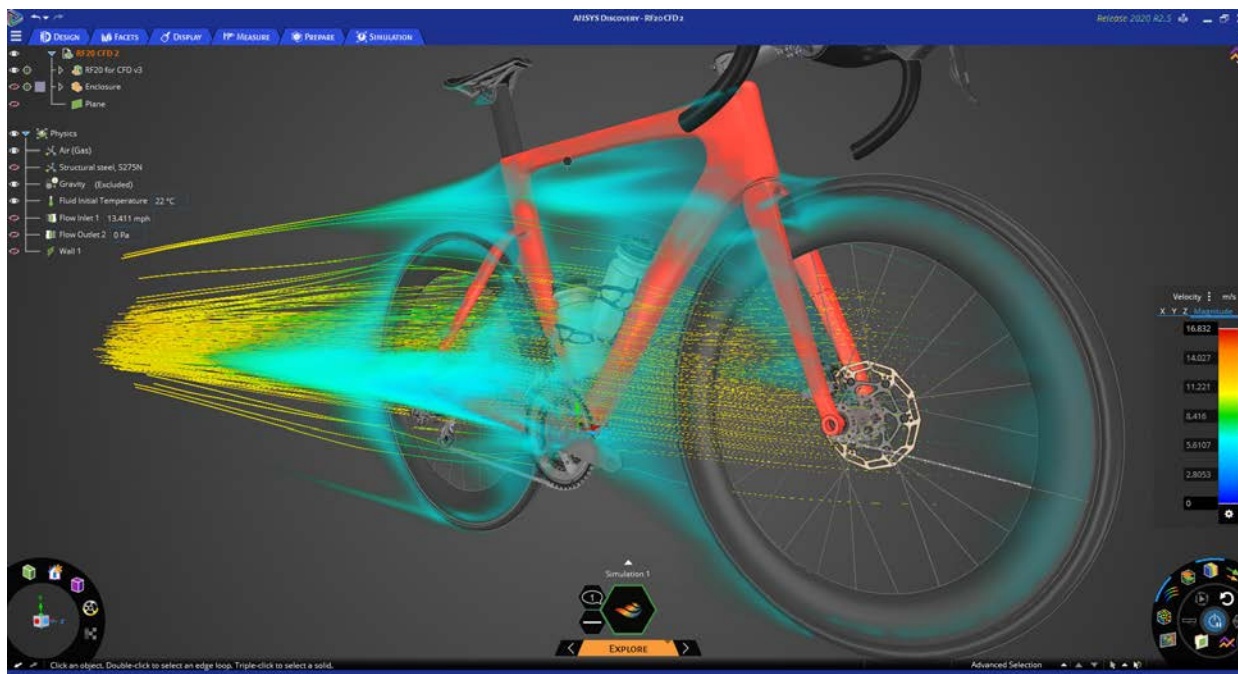 ANSYS DISCOVERY - RF20 CFD 2
Release 2020 R2.5
DESIGN FACETS DISPLAY MEASURE PREPARE SIMULATION
RF20 CFD 2
RF20 for CFD v3
Enclosure
Plane
Physics
Air (Gas)
Structural steel, S275N
Gravity (Excluded)
Fluid Initial Temperature 22 °C
Flow Inlet 1 13.411 mph
Flow Outlet 2 0 Pa
Wall 1
Velocity m/s
X Y Z Magnitude
16.832
14.027
11.221
8.416
5.6107
2.8053
0
Simulation 1
1
EXPLORE
Click an object. Double-click to select an edge loop. Triple-click to select a solid.
Advanced Selection